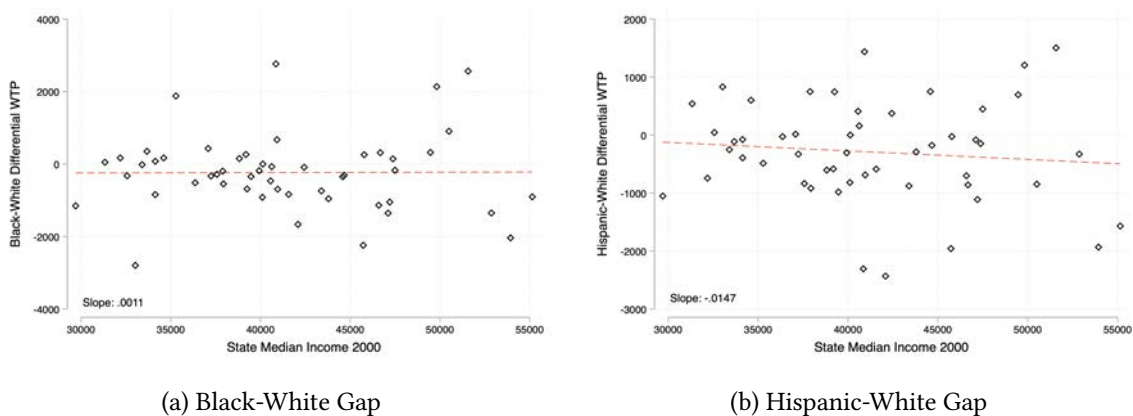 4000
2000
0
-2000
-4000
Black-White Differential WTP
Slope: .0011
30000 35000 40000 45000 50000 55000
State Median Income 2000
(a) Black-White Gap
2000
1000
0
-1000
-2000
-3000
Hispanic-White Differential WTP
Slope: -.0147
30000 35000 40000 45000 50000 55000
State Median Income 2000
(b) Hispanic-White Gap